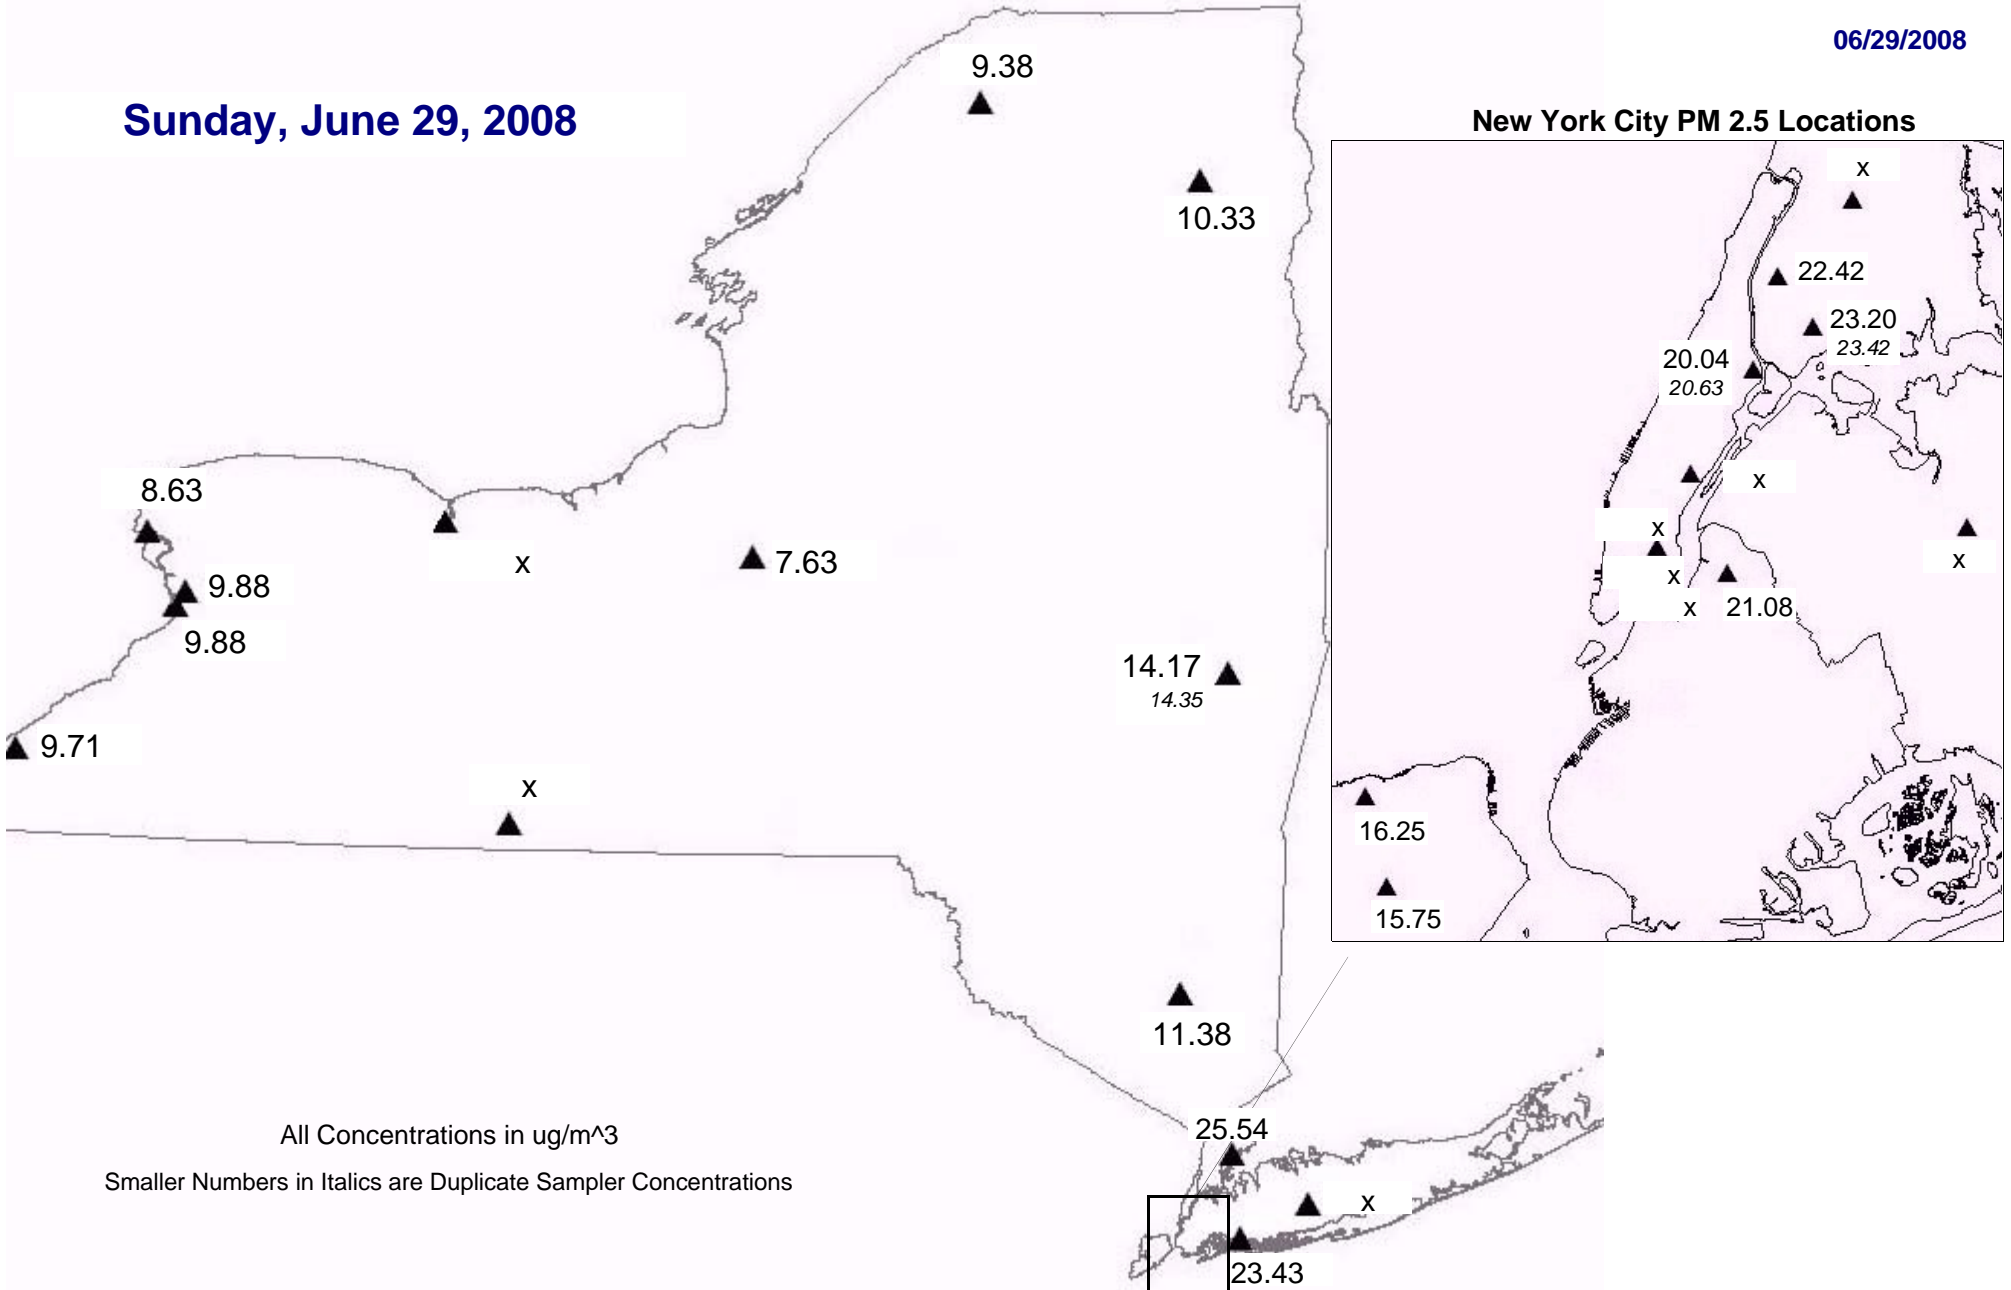 06/29/2008
Sunday, June 29, 2008
9.38
10.33
8.63
x
9.88
9.88
7.63
14.17
14.35
9.71
x
11.38
25.54
x
23.43
All Concentrations in ug/m^3
Smaller Numbers in Italics are Duplicate Sampler Concentrations
New York City PM 2.5 Locations
x
22.42
23.20
23.42
20.04
20.63
x
x
x
x
x
21.08
16.25
15.75